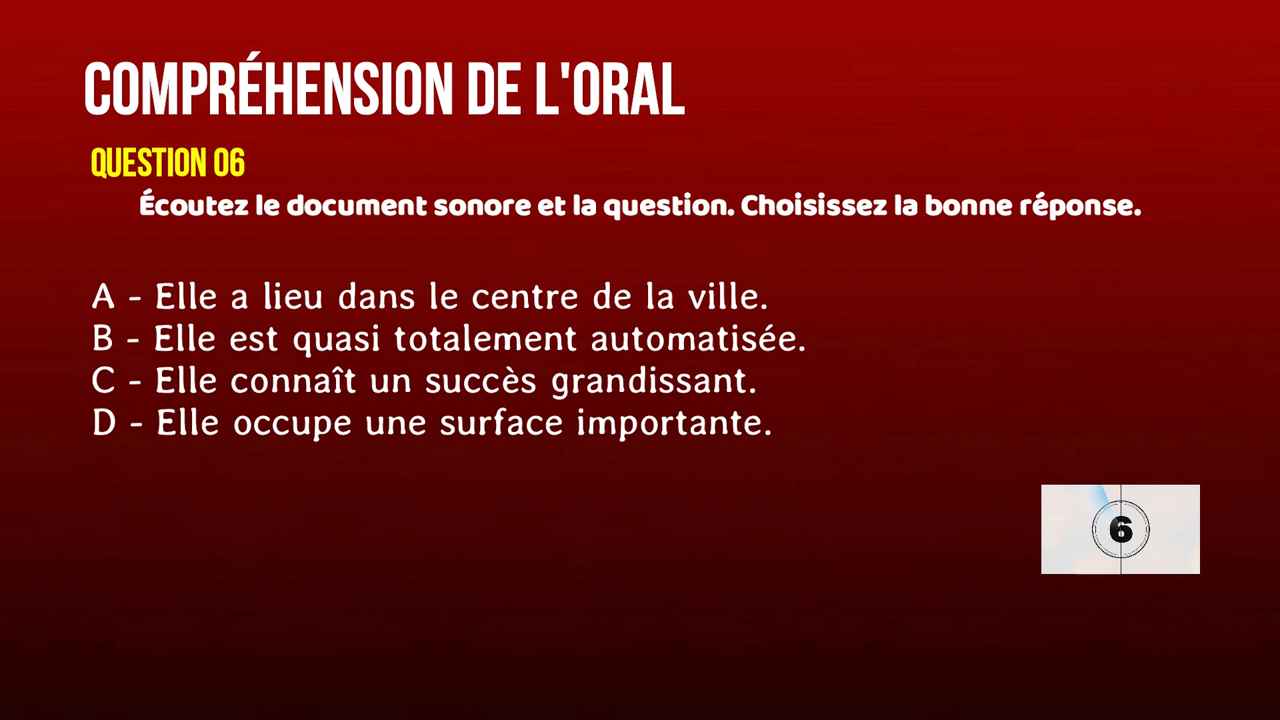 COMPRÉHENSION DE L'ORAL
QUESTION 06
Écoutez le document sonore et la question. Choisissez la bonne réponse.
A - Elle a lieu dans le centre de la ville.
B - Elle est quasi totalement automatisée.
C - Elle connaît un succès grandissant.
D - Elle occupe une surface importante.
6